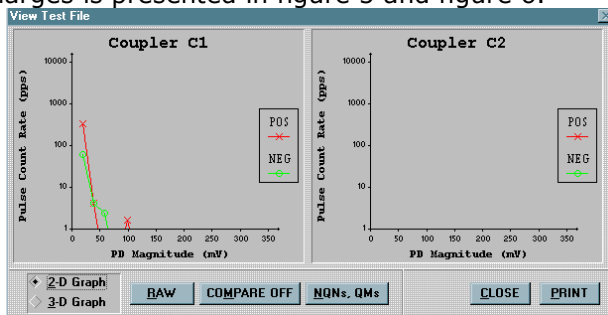 arges is presented in figure 5 and figure 6.
View Test File
Coupler C1
Pulse Count Rate (pps)
10000
1000
100
10
1
0 50 100 150 200 250 300 350
PD Magnitude (mV)
POS
NEG
Coupler C2
Pulse Count Rate (pps)
10000
1000
100
10
1
0 50 100 150 200 250 300 350
PD Magnitude (mV)
POS
NEG
2-D Graph
3-D Graph
RAW
COMPARE OFF
NQNs, QMs
CLOSE
PRINT